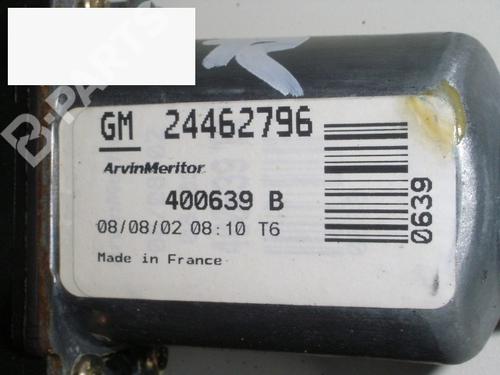 B-PARTS
R
GM 24462796
ArvinMeritor
400639 B
08/08/02 08:10 T6
Made in France
0639